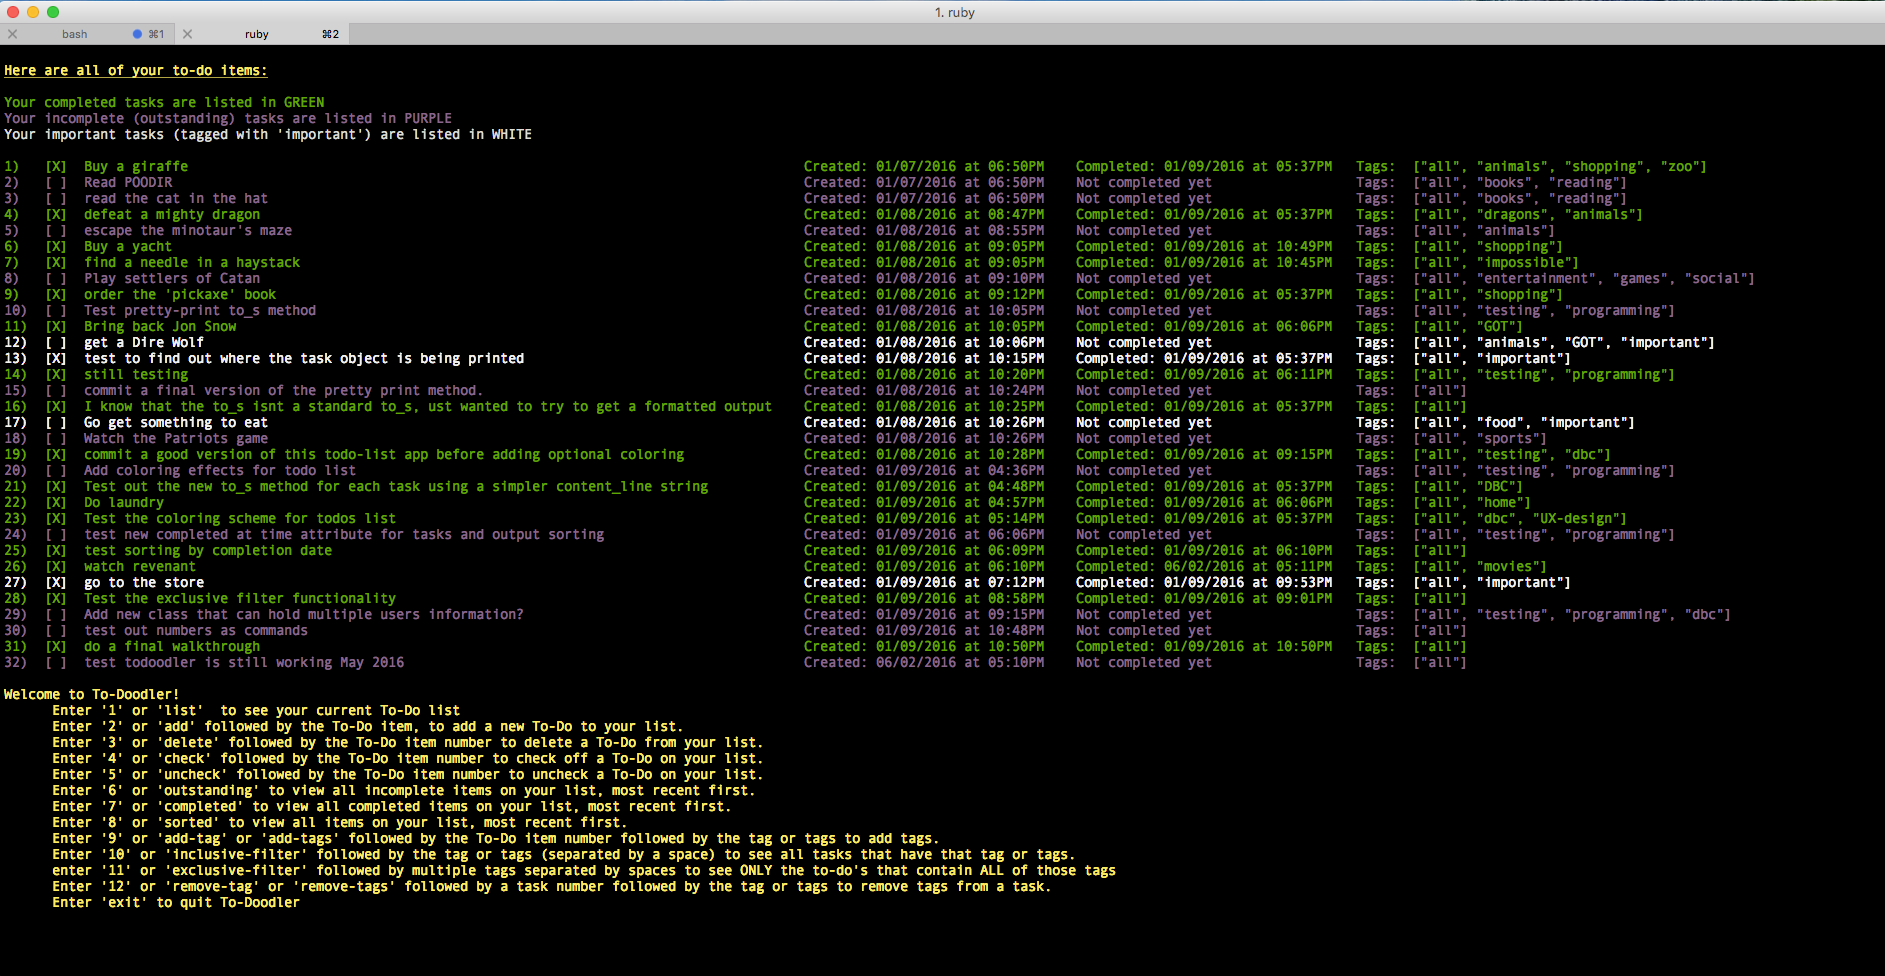 1. ruby
bash ⌘1 ruby ⌘2
Here are all of your to-do items:
Your completed tasks are listed in GREEN
Your incomplete (outstanding) tasks are listed in PURPLE
Your important tasks (tagged with 'important') are listed in WHITE
1) [X] Buy a giraffe Created: 01/07/2016 at 06:50PM Completed: 01/09/2016 at 05:37PM Tags: ["all", "animals", "shopping", "zoo"]
2) [ ] Read POODIR Created: 01/07/2016 at 06:50PM Not completed yet Tags: ["all", "books", "reading"]
3) [ ] read the cat in the hat Created: 01/07/2016 at 06:50PM Not completed yet Tags: ["all", "books", "reading"]
4) [X] defeat a mighty dragon Created: 01/08/2016 at 08:47PM Completed: 01/09/2016 at 05:37PM Tags: ["all", "dragons", "animals"]
5) [ ] escape the minotaur's maze Created: 01/08/2016 at 08:55PM Not completed yet Tags: ["all", "animals"]
6) [X] Buy a yacht Created: 01/08/2016 at 09:05PM Completed: 01/09/2016 at 10:49PM Tags: ["all", "shopping"]
7) [X] find a needle in a haystack Created: 01/08/2016 at 09:05PM Completed: 01/09/2016 at 10:45PM Tags: ["all", "impossible"]
8) [ ] Play settlers of Catan Created: 01/08/2016 at 09:10PM Not completed yet Tags: ["all", "entertainment", "games", "social"]
9) [X] order the 'pickaxe' book Created: 01/08/2016 at 09:12PM Completed: 01/09/2016 at 05:37PM Tags: ["all", "shopping"]
10) [ ] Test pretty-print to_s method Created: 01/08/2016 at 10:05PM Not completed yet Tags: ["all", "testing", "programming"]
11) [X] Bring back Jon Snow Created: 01/08/2016 at 10:05PM Completed: 01/09/2016 at 06:06PM Tags: ["all", "GOT"]
12) [ ] get a Dire Wolf Created: 01/08/2016 at 10:06PM Not completed yet Tags: ["all", "animals", "GOT", "important"]
13) [X] test to find out where the task object is being printed Created: 01/08/2016 at 10:15PM Completed: 01/09/2016 at 05:37PM Tags: ["all", "important"]
14) [X] still testing Created: 01/08/2016 at 10:20PM Completed: 01/09/2016 at 06:11PM Tags: ["all", "testing", "programming"]
15) [ ] commit a final version of the pretty print method. Created: 01/08/2016 at 10:24PM Not completed yet Tags: ["all"]
16) [X] I know that the to_s isnt a standard to_s, ust wanted to try to get a formatted output Created: 01/08/2016 at 10:25PM Completed: 01/09/2016 at 05:37PM Tags: ["all"]
17) [ ] Go get something to eat Created: 01/08/2016 at 10:26PM Not completed yet Tags: ["all", "food", "important"]
18) [ ] Watch the Patriots game Created: 01/08/2016 at 10:26PM Not completed yet Tags: ["all", "sports"]
19) [X] commit a good version of this todo-list app before adding optional coloring Created: 01/08/2016 at 10:28PM Completed: 01/09/2016 at 09:15PM Tags: ["all", "testing", "dbc"]
20) [ ] Add coloring effects for todo list Created: 01/09/2016 at 04:36PM Not completed yet Tags: ["all", "testing", "programming"]
21) [X] Test out the new to_s method for each task using a simpler content_line string Created: 01/09/2016 at 04:48PM Completed: 01/09/2016 at 05:37PM Tags: ["all", "DBC"]
22) [X] Do laundry Created: 01/09/2016 at 04:57PM Completed: 01/09/2016 at 06:06PM Tags: ["all", "home"]
23) [X] Test the coloring scheme for todos list Created: 01/09/2016 at 05:14PM Completed: 01/09/2016 at 05:37PM Tags: ["all", "dbc", "UX-design"]
24) [ ] test new completed at time attribute for tasks and output sorting Created: 01/09/2016 at 06:06PM Not completed yet Tags: ["all", "testing", "programming"]
25) [X] test sorting by completion date Created: 01/09/2016 at 06:09PM Completed: 01/09/2016 at 06:10PM Tags: ["all"]
26) [X] watch revenant Created: 01/09/2016 at 06:10PM Completed: 06/02/2016 at 05:11PM Tags: ["all", "movies"]
27) [X] go to the store Created: 01/09/2016 at 07:12PM Completed: 01/09/2016 at 09:53PM Tags: ["all", "important"]
28) [X] Test the exclusive filter functionality Created: 01/09/2016 at 08:58PM Completed: 01/09/2016 at 09:01PM Tags: ["all"]
29) [ ] Add new class that can hold multiple users information? Created: 01/09/2016 at 09:15PM Not completed yet Tags: ["all", "testing", "programming", "dbc"]
30) [ ] test out numbers as commands Created: 01/09/2016 at 10:48PM Not completed yet Tags: ["all"]
31) [X] do a final walkthrough Created: 01/09/2016 at 10:50PM Completed: 01/09/2016 at 10:50PM Tags: ["all"]
32) [ ] test todoodler is still working May 2016 Created: 06/02/2016 at 05:10PM Not completed yet Tags: ["all"]
Welcome to To-Doodler!
Enter '1' or 'list'  to see your current To-Do list
Enter '2' or 'add' followed by the To-Do item, to add a new To-Do to your list.
Enter '3' or 'delete' followed by the To-Do item number to delete a To-Do from your list.
Enter '4' or 'check' followed by the To-Do item number to check off a To-Do on your list.
Enter '5' or 'uncheck' followed by the To-Do item number to uncheck a To-Do on your list.
Enter '6' or 'outstanding' to view all incomplete items on your list, most recent first.
Enter '7' or 'completed' to view all completed items on your list, most recent first.
Enter '8' or 'sorted' to view all items on your list, most recent first.
Enter '9' or 'add-tag' or 'add-tags' followed by the To-Do item number followed by the tag or tags to add tags.
Enter '10' or 'inclusive-filter' followed by the tag or tags (separated by a space) to see all tasks that have that tag or tags.
enter '11' or 'exclusive-filter' followed by multiple tags separated by spaces to see ONLY the to-do's that contain ALL of those tags
Enter '12' or 'remove-tag' or 'remove-tags' followed by a task number followed by the tag or tags to remove tags from a task.
Enter 'exit' to quit To-Doodler